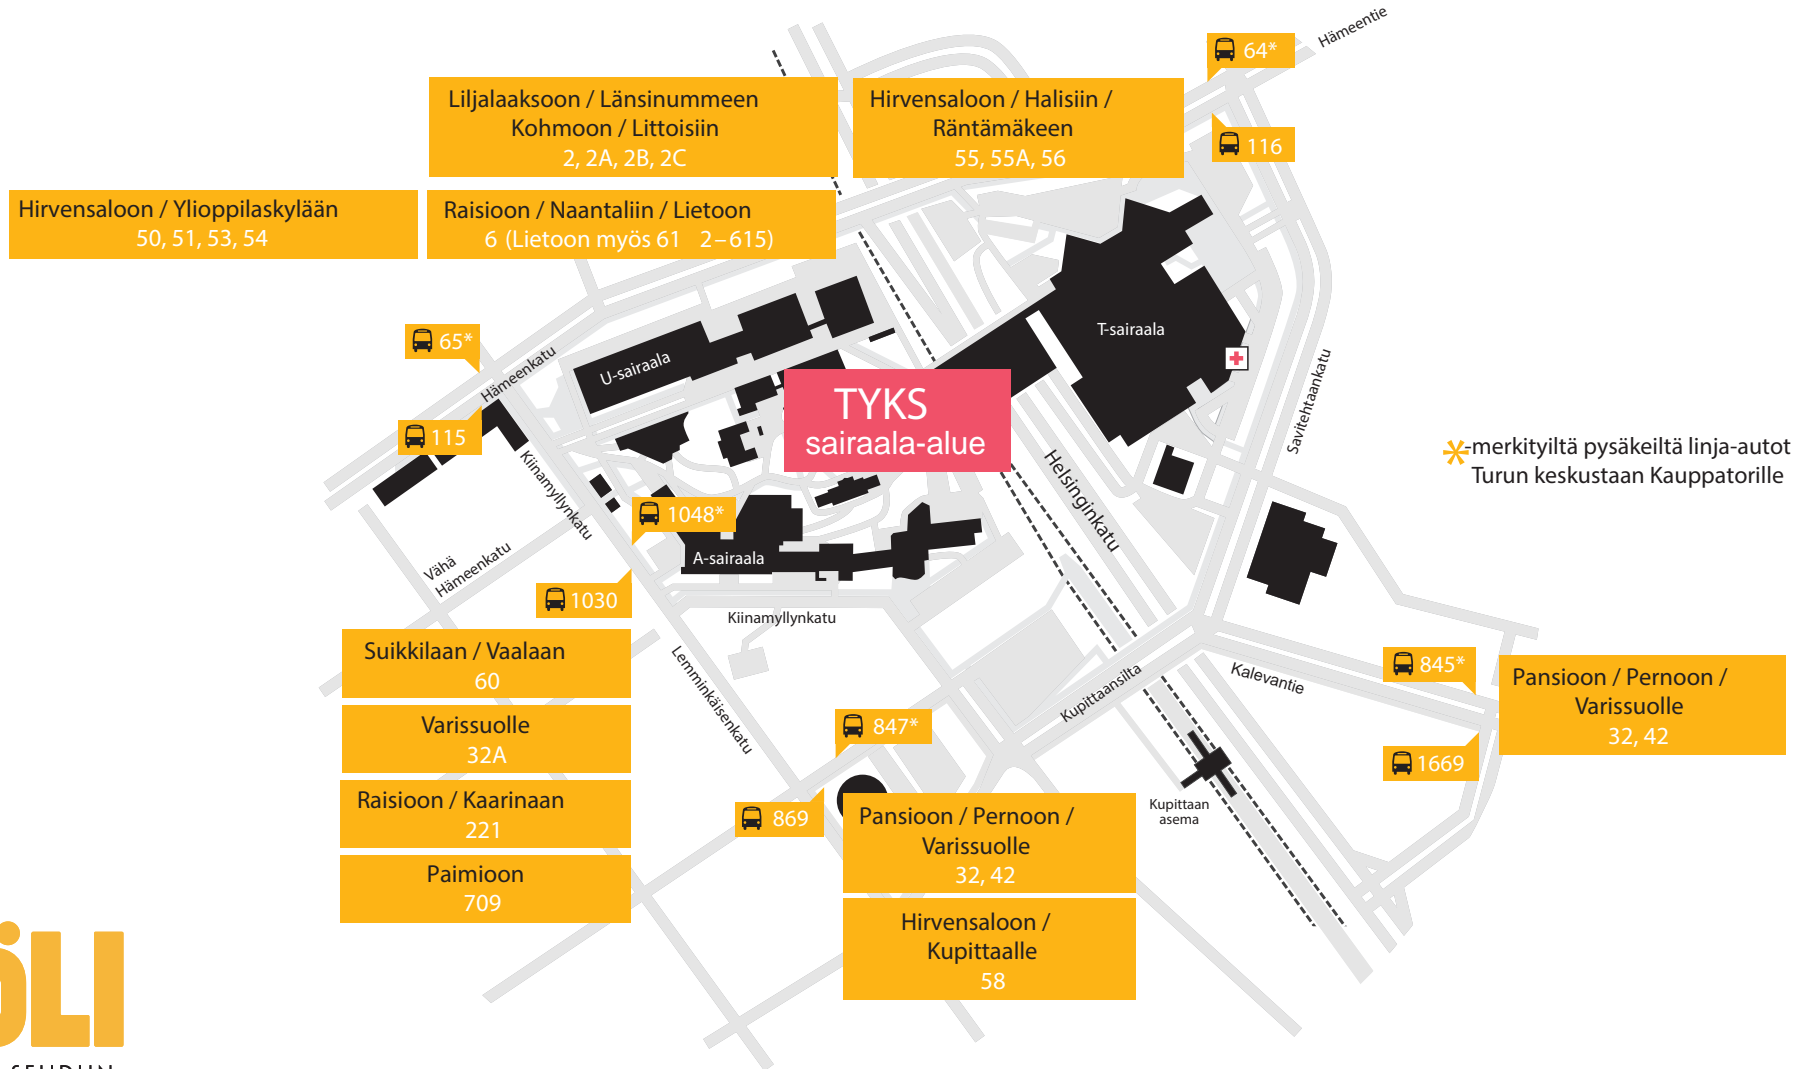 Hämeentie
64*
116
Liljalaaksoon / Länsinummeen
Kohmoon / Littoisiin
2, 2A, 2B, 2C
Hirvensaloon / Halisiin /
Räntämäkeen
55, 55A, 56
Hirvensaloon / Ylioppilaskylään
50, 51, 53, 54
Raisioon / Naantaliin / Lietoon
6 (Lietoon myös 61 2–615)
T-sairaala
U-sairaala
65*
Hämeenkatu
115
TYKS
sairaala-alue
Savitehtaankatu
*-merkityiltä pysäkeiltä linja-autot
Turun keskustaan Kauppatorille
Kiinamyllynkatu
Helsinginkatu
1048*
A-sairaala
Vähä
Hämeenkatu
1030
Kiinamyllynkatu
Suikkilaan / Vaalaan
60
Varissuolle
32A
Raisioon / Kaarinaan
221
Paimioon
709
Lemminkäisenkatu
Kupittaansilta
Kalevantie
845*
1669
Pansioon / Pernoon /
Varissuolle
32, 42
847*
869
Kupittaan
asema
Pansioon / Pernoon /
Varissuolle
32, 42
Hirvensaloon /
Kupittaalle
58
ÖLI
SEUDUN